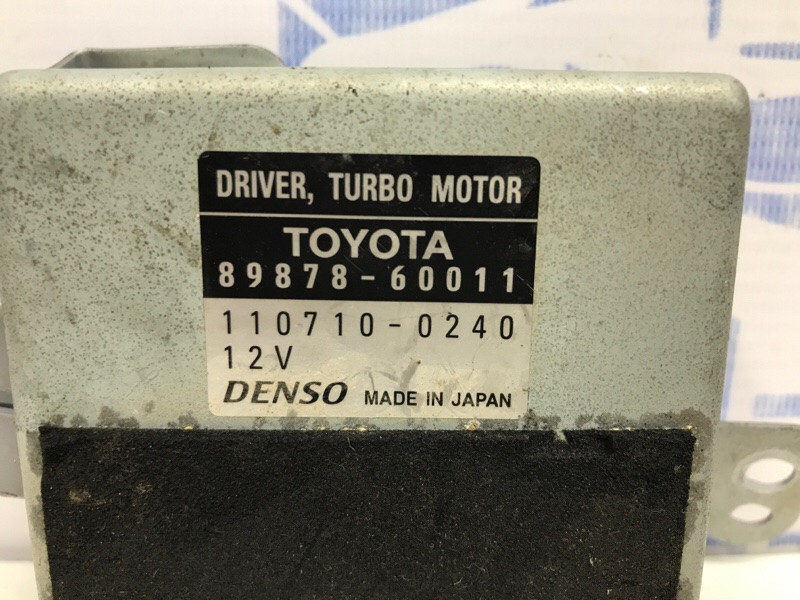 DRIVER, TURBO MOTOR
TOYOTA
89878-60011
110710-0240
12V
DENSO MADE IN JAPAN